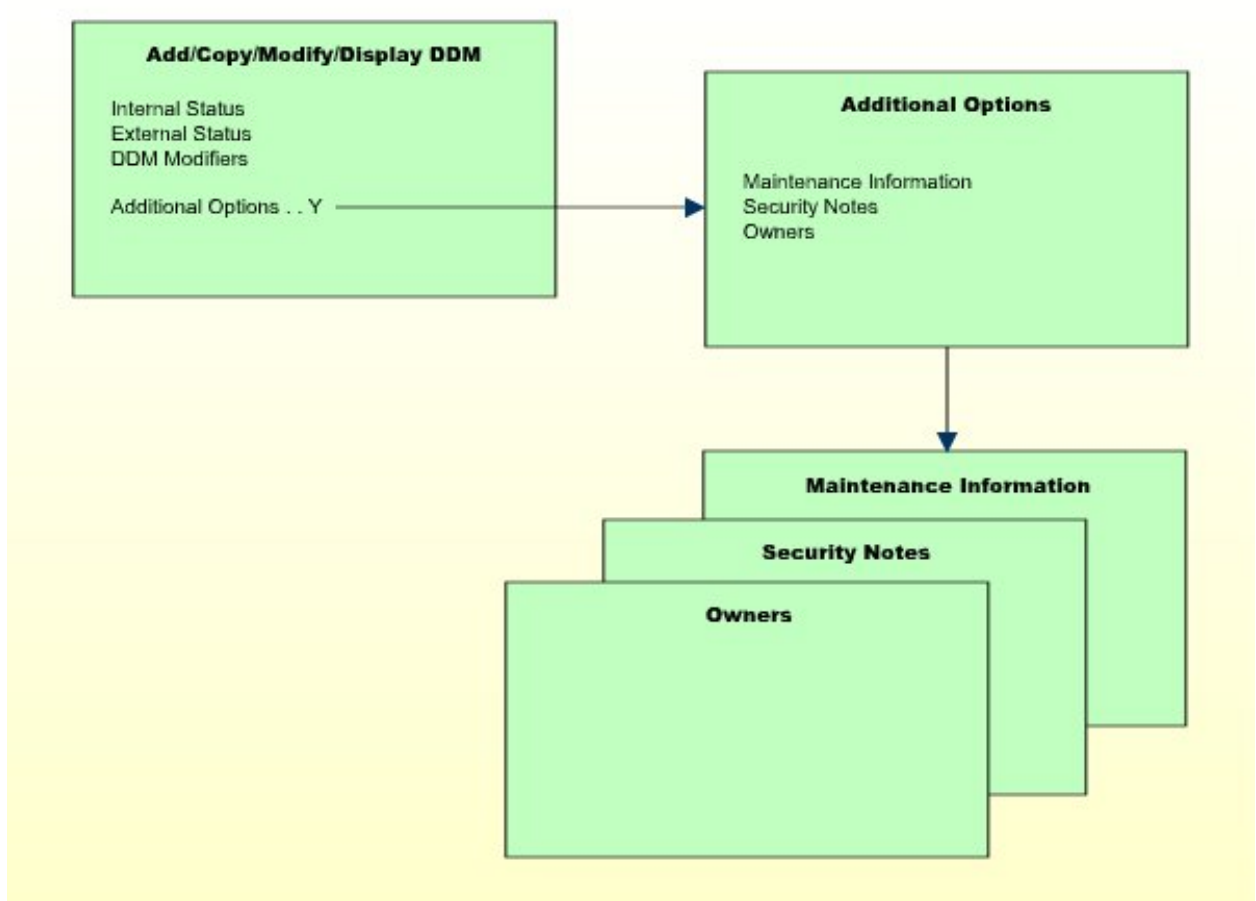 Add/Copy/Modify/Display DDM
Internal Status
External Status
DDM Modifiers
Additional Options . . Y
Additional Options
Maintenance Information
Security Notes
Owners
Maintenance Information
Security Notes
Owners